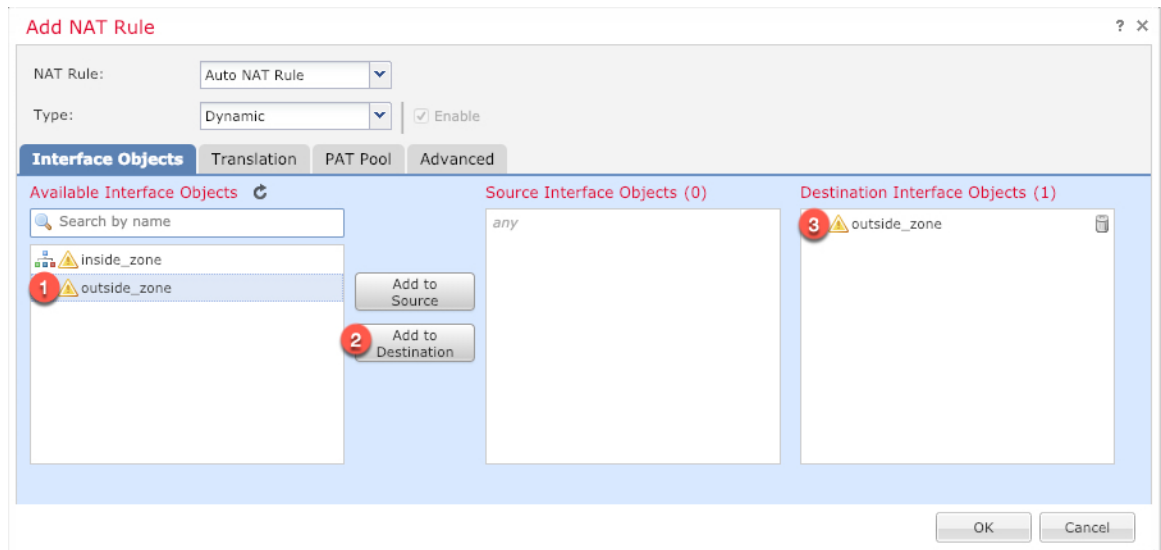 Add NAT Rule ? ×
NAT Rule: Auto NAT Rule
Type: Dynamic Enable
Interface Objects Translation PAT Pool Advanced
Available Interface Objects Source Interface Objects (0) Destination Interface Objects (1)
Search by name any 3 outside_zone
inside_zone
1 outside_zone
Add to
Source
2 Add to
Destination
OK Cancel